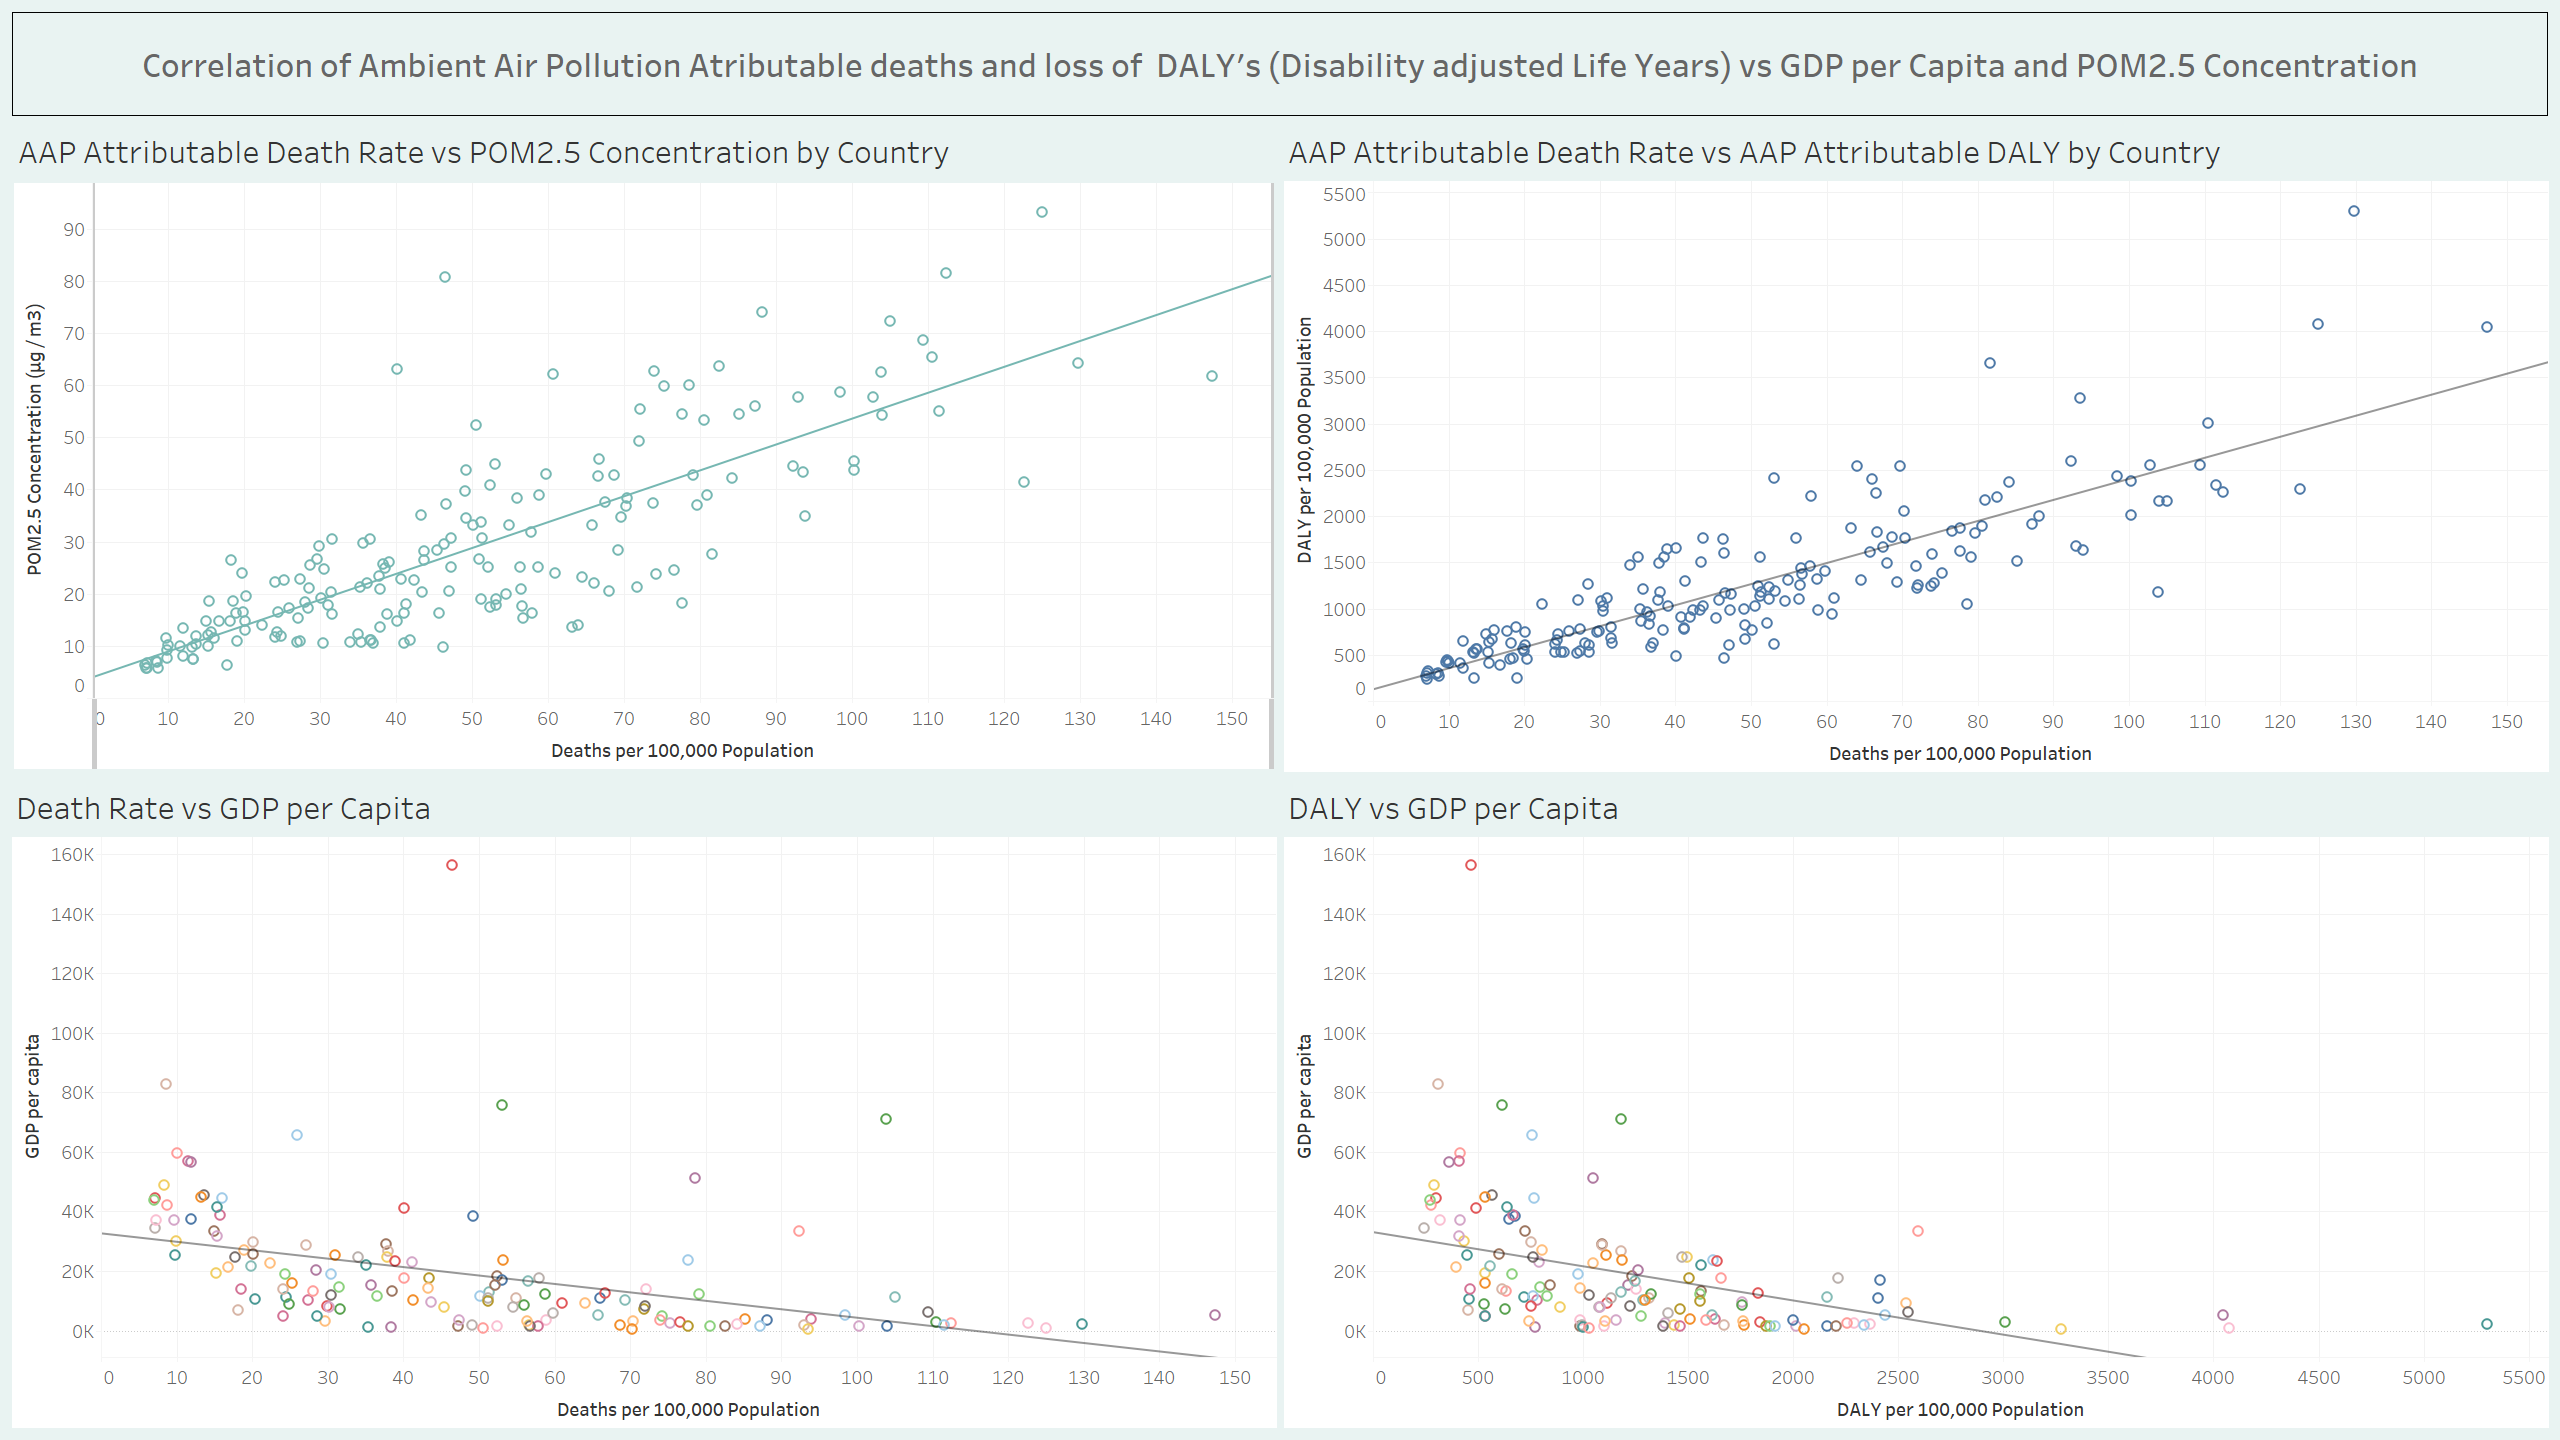 Correlation of Ambient Air Pollution Atributable deaths and loss of  DALY's (Disability adjusted Life Years) vs GDP per Capita and POM2.5 Concentration
AAP Attributable Death Rate vs POM2.5 Concentration by Country
POM2.5 Concentration (µg / m3)
90
80
70
60
50
40
30
20
10
0
0 10 20 30 40 50 60 70 80 90 100 110 120 130 140 150
Deaths per 100,000 Population
AAP Attributable Death Rate vs AAP Attributable DALY by Country
DALY per 100,000 Population
5500
5000
4500
4000
3500
3000
2500
2000
1500
1000
500
0
0 10 20 30 40 50 60 70 80 90 100 110 120 130 140 150
Deaths per 100,000 Population
Death Rate vs GDP per Capita
GDP per capita
160K
140K
120K
100K
80K
60K
40K
20K
0K
0 10 20 30 40 50 60 70 80 90 100 110 120 130 140 150
Deaths per 100,000 Population
DALY vs GDP per Capita
GDP per capita
160K
140K
120K
100K
80K
60K
40K
20K
0K
0 500 1000 1500 2000 2500 3000 3500 4000 4500 5000 5500
DALY per 100,000 Population